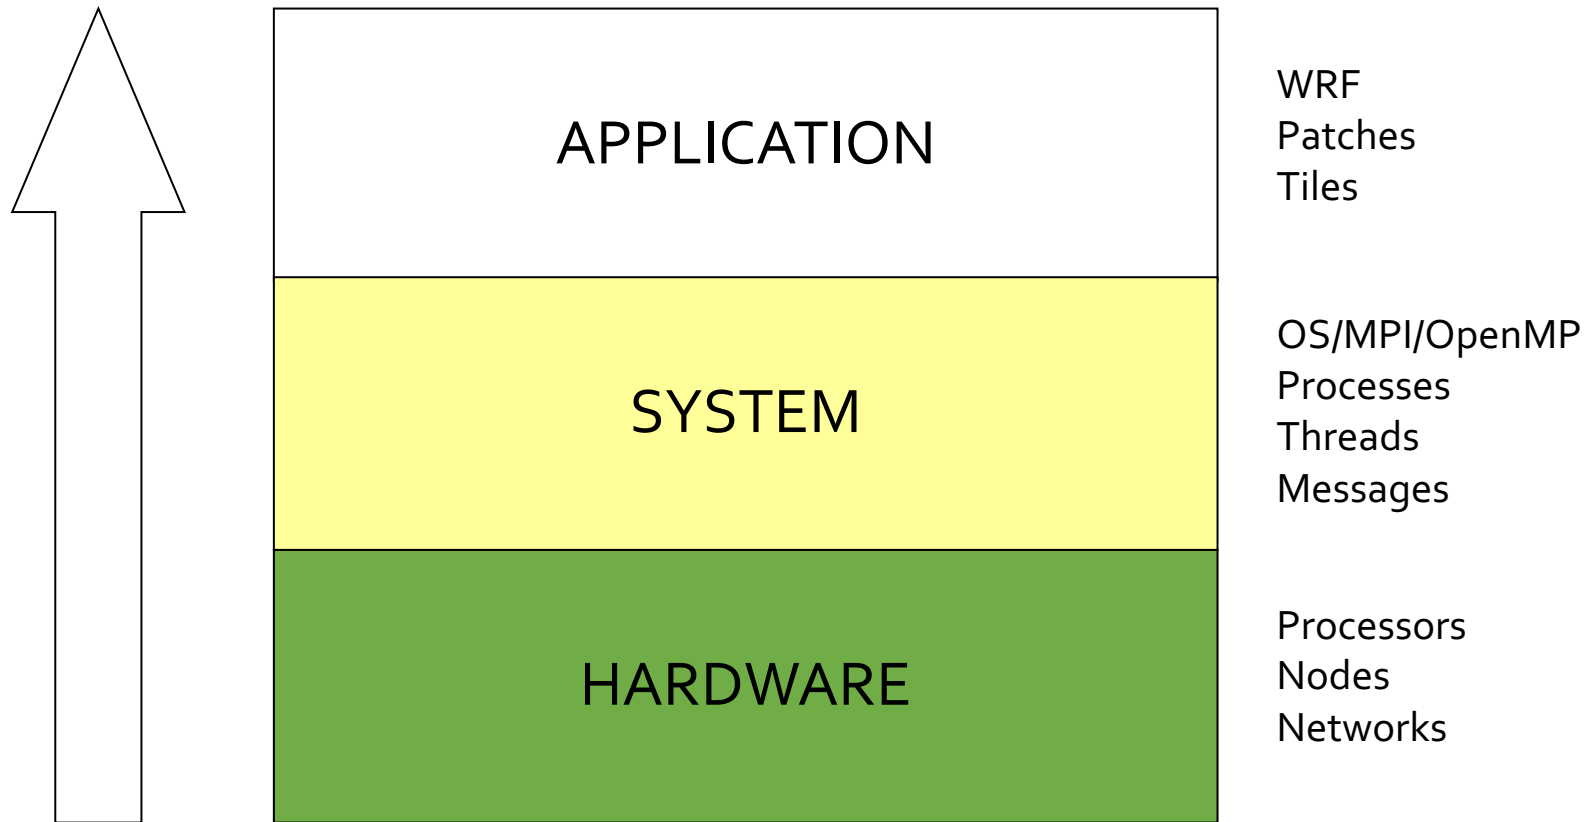 APPLICATION
WRF
Patches
Tiles
SYSTEM
OS/MPI/OpenMP
Processes
Threads
Messages
HARDWARE
Processors
Nodes
Networks